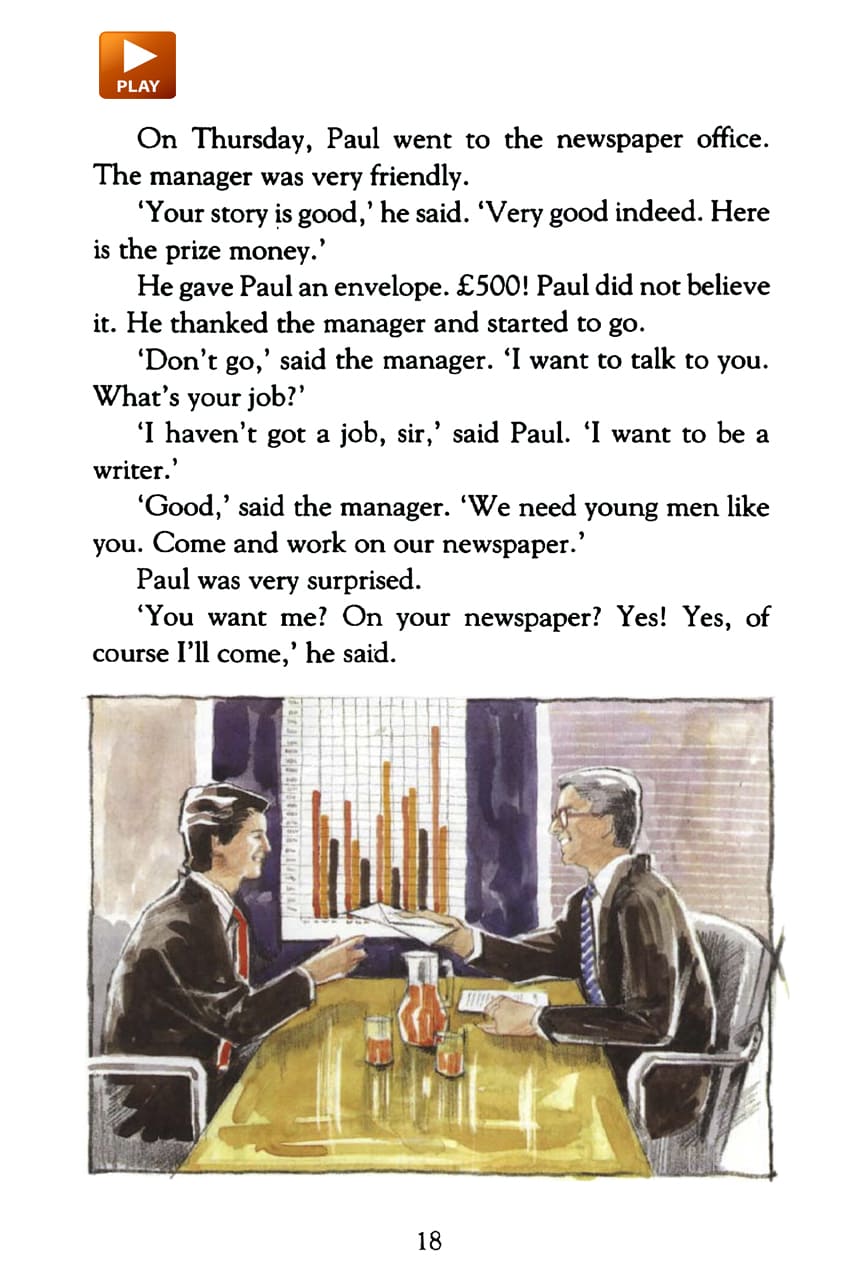 PLAY
On Thursday, Paul went to the newspaper office.
The manager was very friendly.
‘Your story is good,’ he said. ‘Very good indeed. Here
is the prize money.’
He gave Paul an envelope. £500! Paul did not believe
it. He thanked the manager and started to go.
‘Don’t go,’ said the manager. ‘I want to talk to you.
What’s your job?’
‘I haven’t got a job, sir,’ said Paul. ‘I want to be a
writer.’
‘Good,’ said the manager. ‘We need young men like
you. Come and work on our newspaper.’
Paul was very surprised.
‘You want me? On your newspaper? Yes! Yes, of
course I’ll come,’ he said.
18